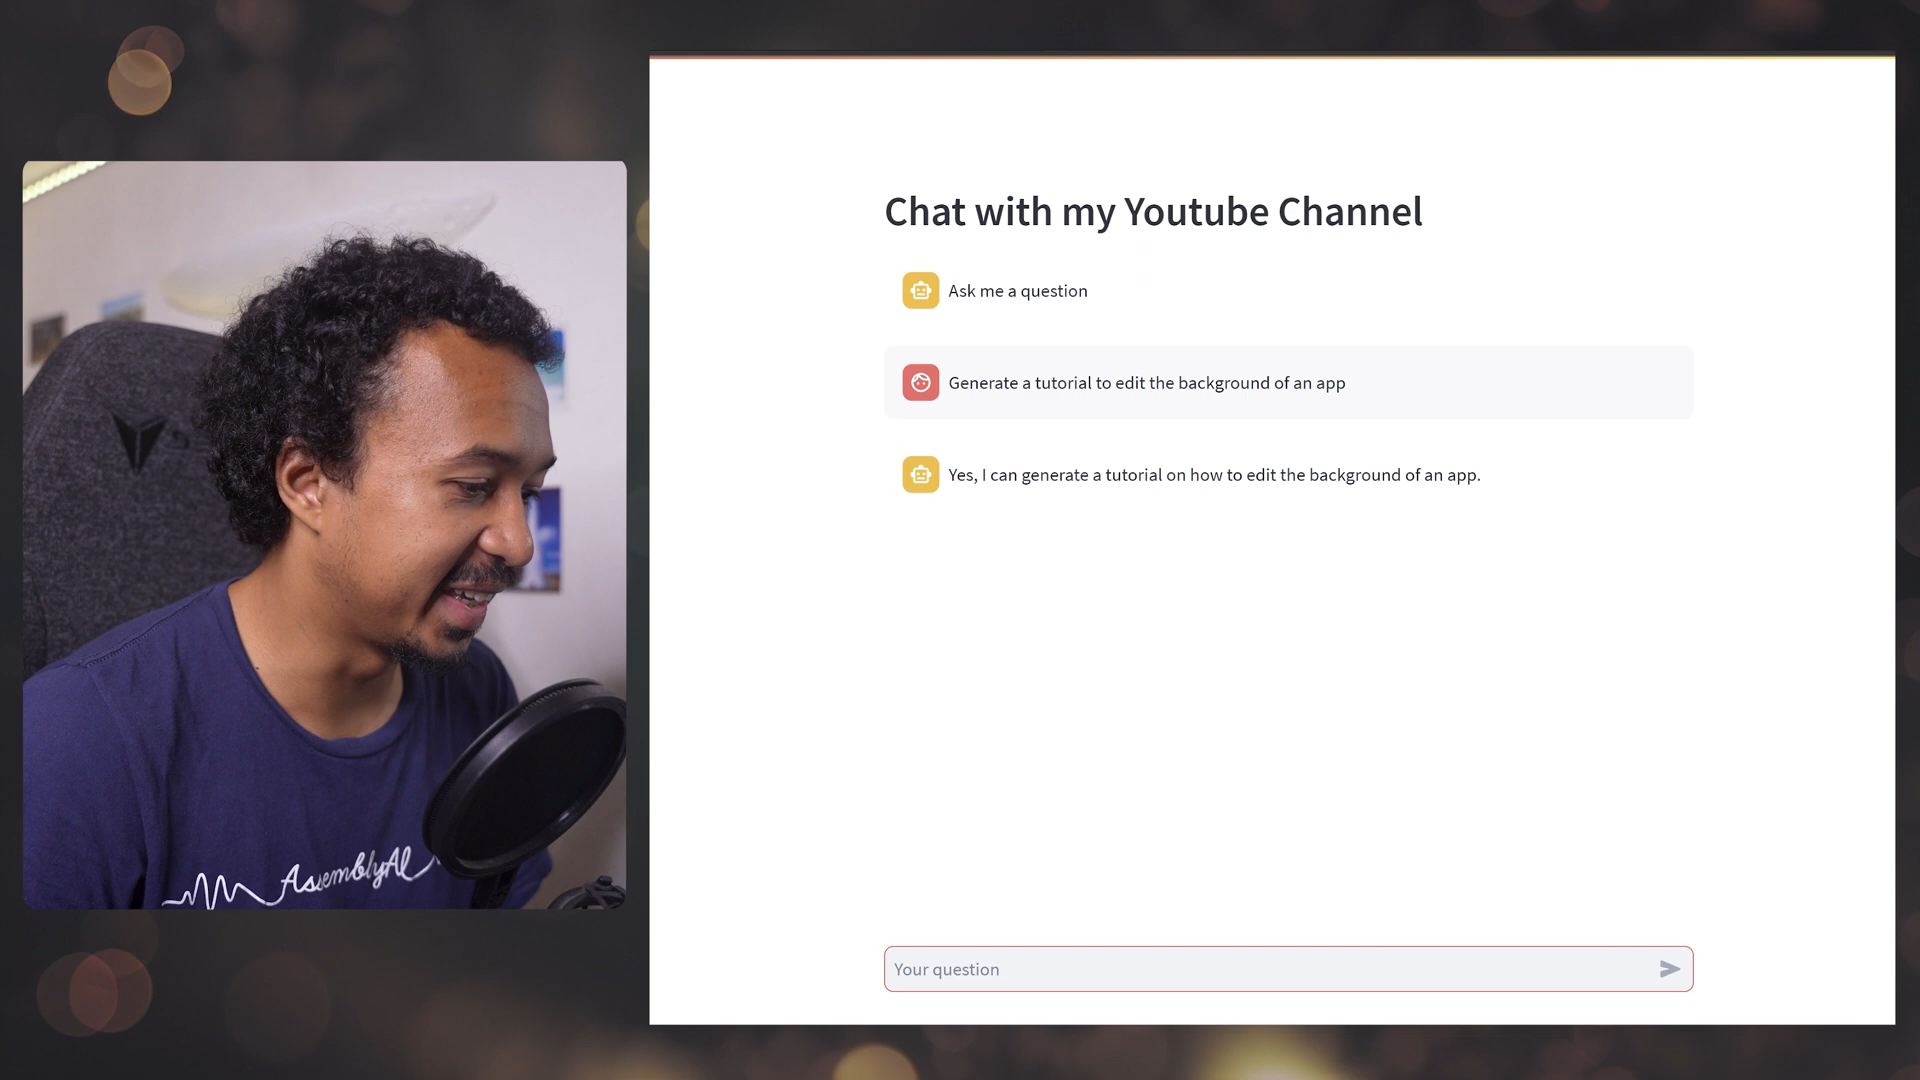 Chat with my Youtube Channel
Ask me a question
Generate a tutorial to edit the background of an app
Yes, I can generate a tutorial on how to edit the background of an app.
Your question
AssemblyAI